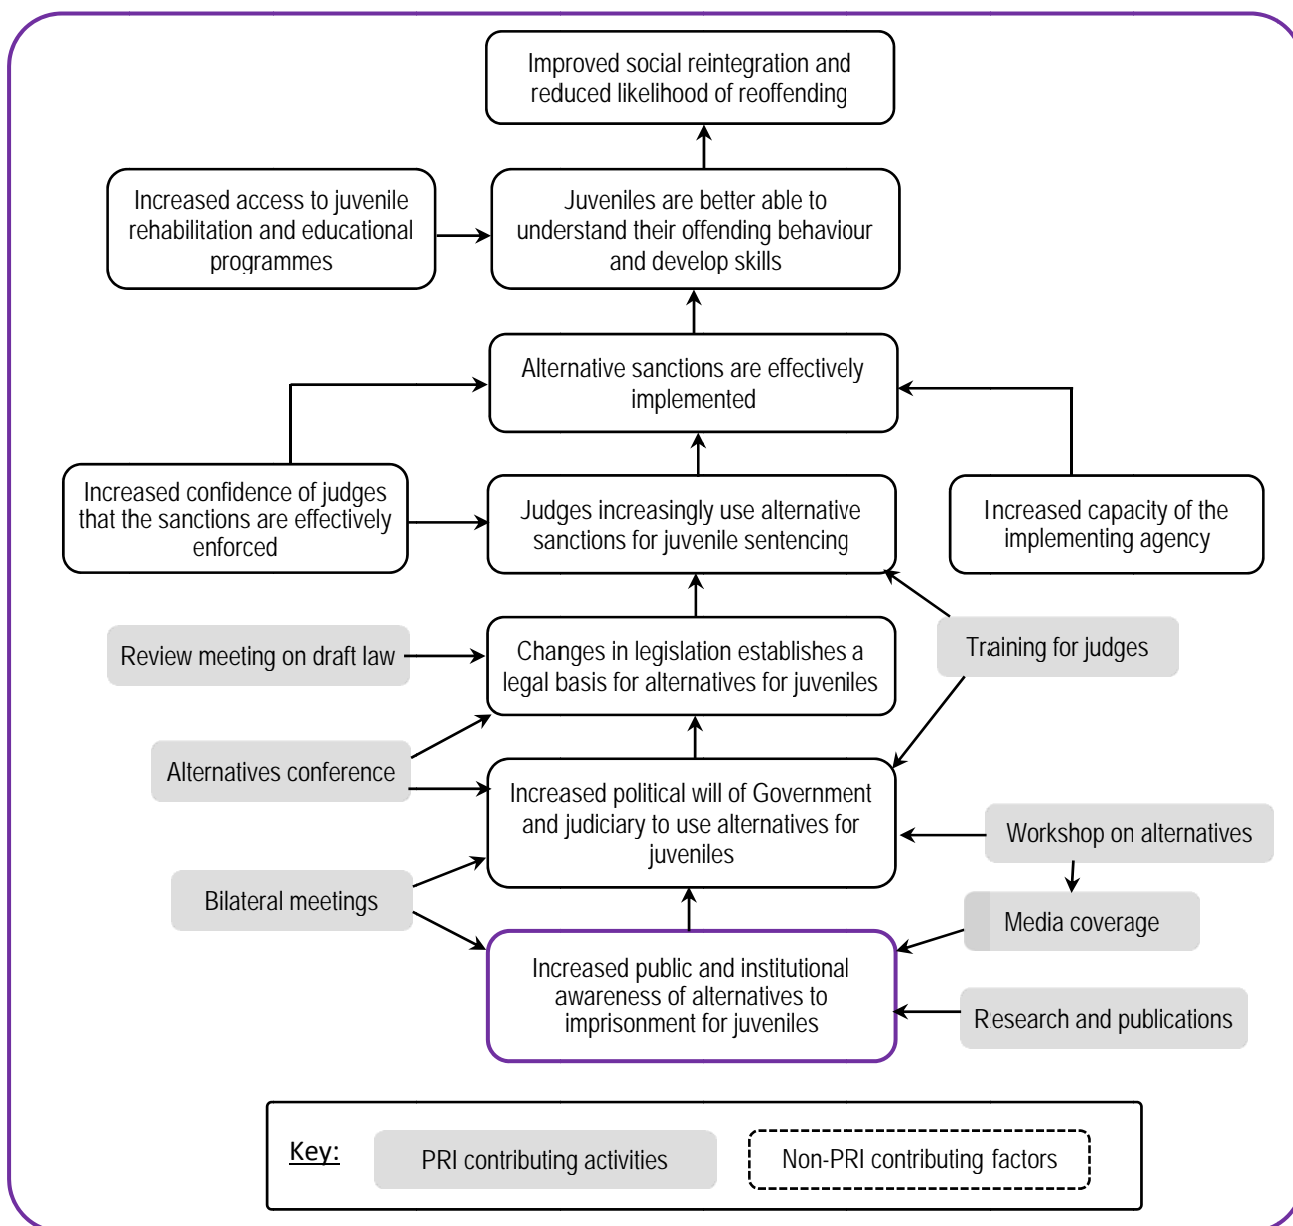 Improved social reintegration and
reduced likelihood of reoffending
Increased access to juvenile
rehabilitation and educational
programmes
Juveniles are better able to
understand their offending behaviour
and develop skills
Alternative sanctions are effectively
implemented
Increased confidence of judges
that the sanctions are effectively
enforced
Judges increasingly use alternative
sanctions for juvenile sentencing
Increased capacity of the
implementing agency
Review meeting on draft law
Changes in legislation establishes a
legal basis for alternatives for juveniles
Training for judges
Alternatives conference
Increased political will of Government
and judiciary to use alternatives for
juveniles
Workshop on alternatives
Bilateral meetings
Media coverage
Increased public and institutional
awareness of alternatives to
imprisonment for juveniles
Research and publications
Key:
PRI contributing activities
Non-PRI contributing factors